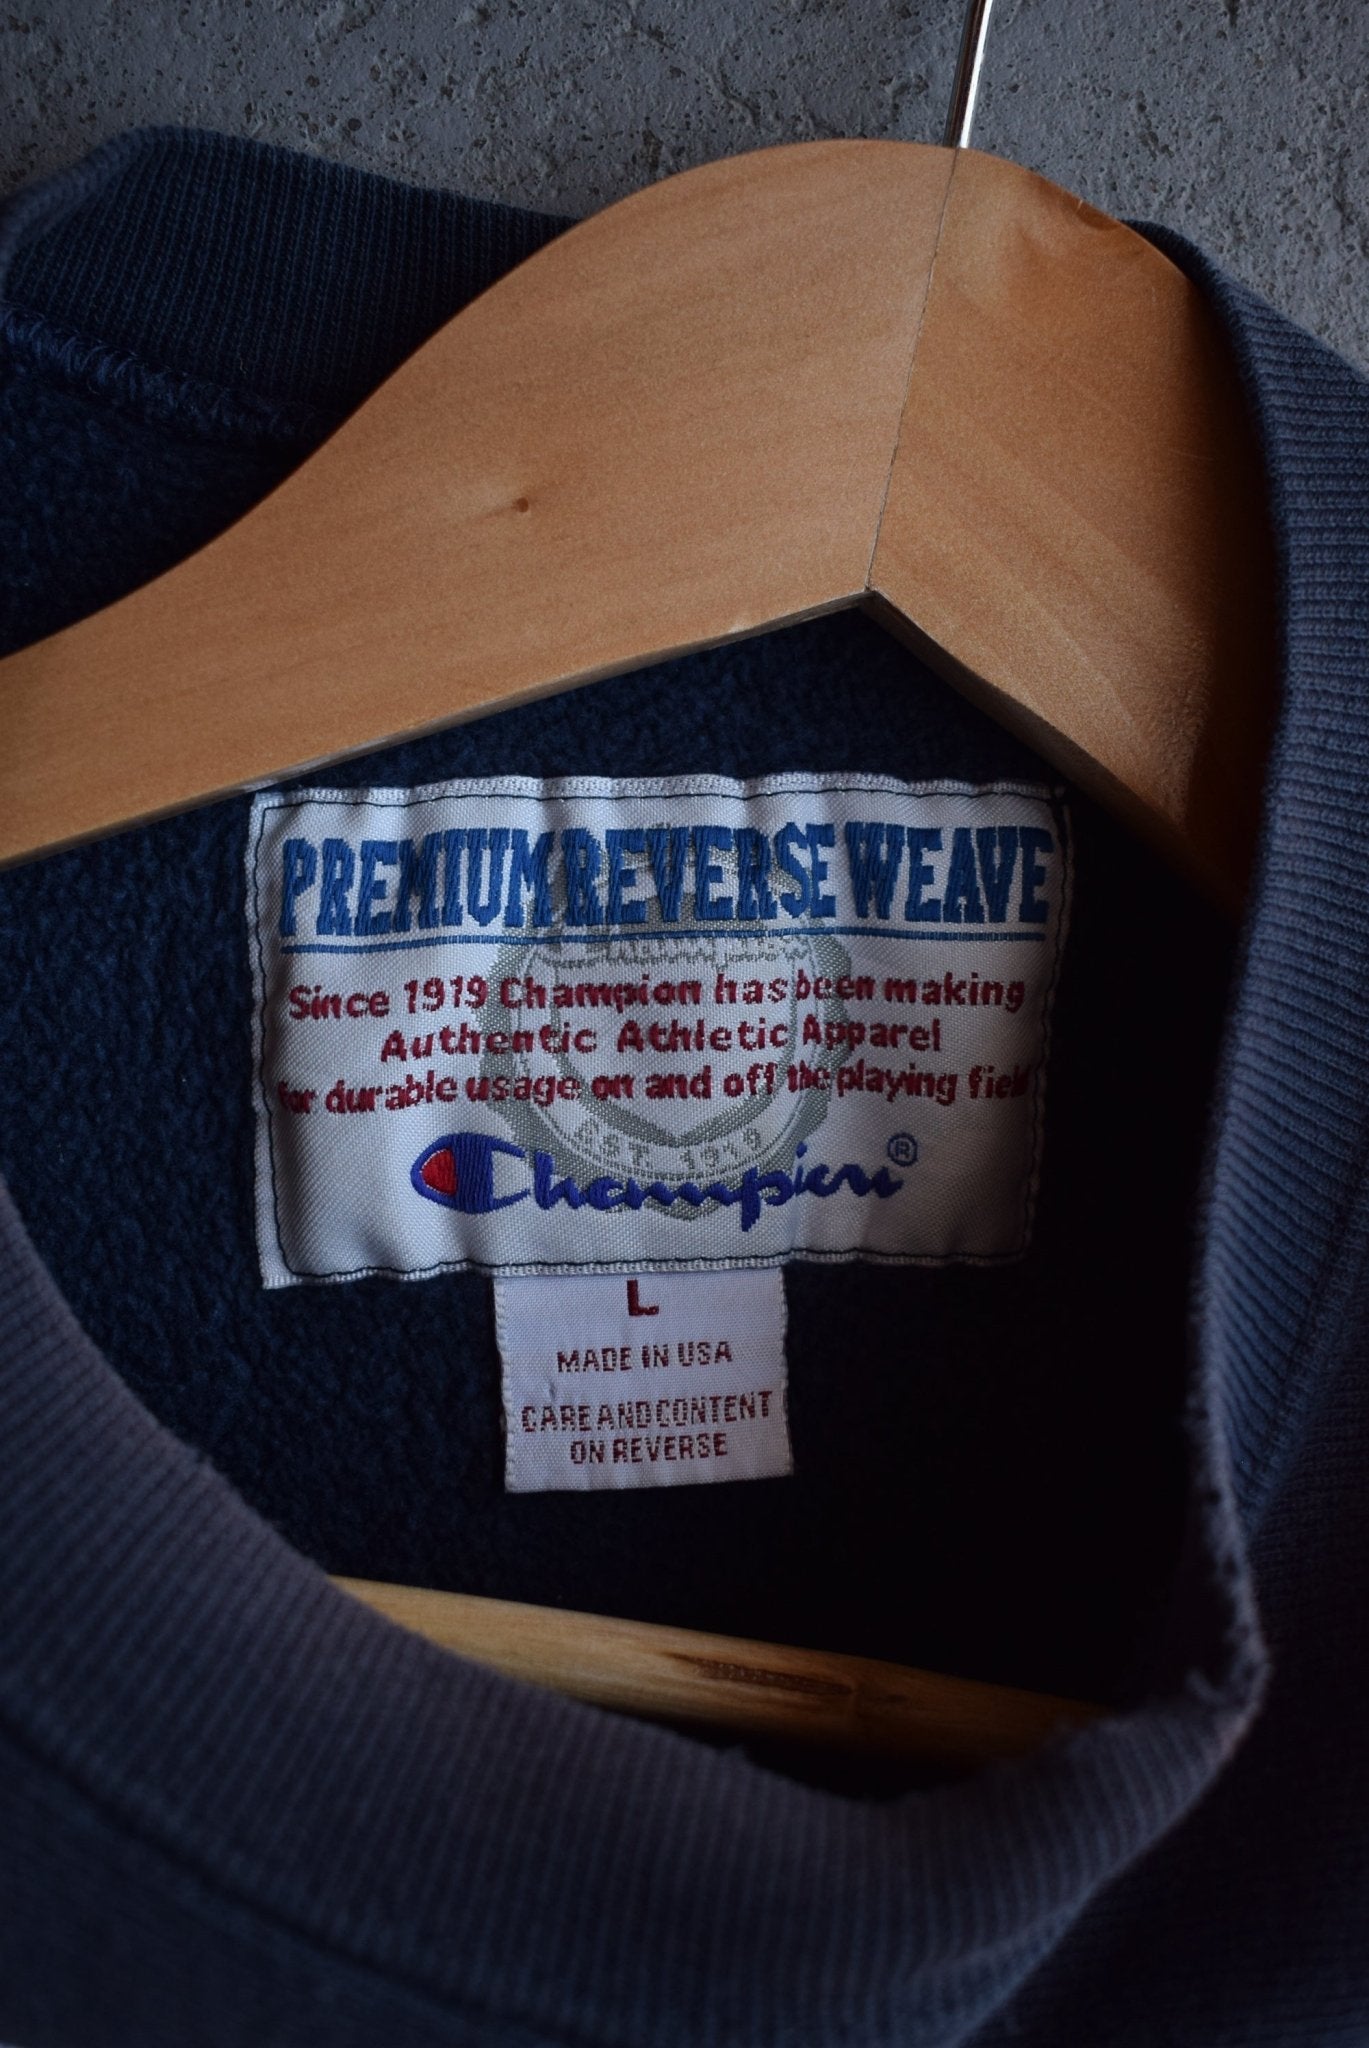 PREMIUM REVERSE WEAVE
Since 1919 Champion has been making
Authentic Athletic Apparel
for durable usage on and off the playing field
EST. 1919
Champion®
L
MADE IN USA
CARE AND CONTENT
ON REVERSE